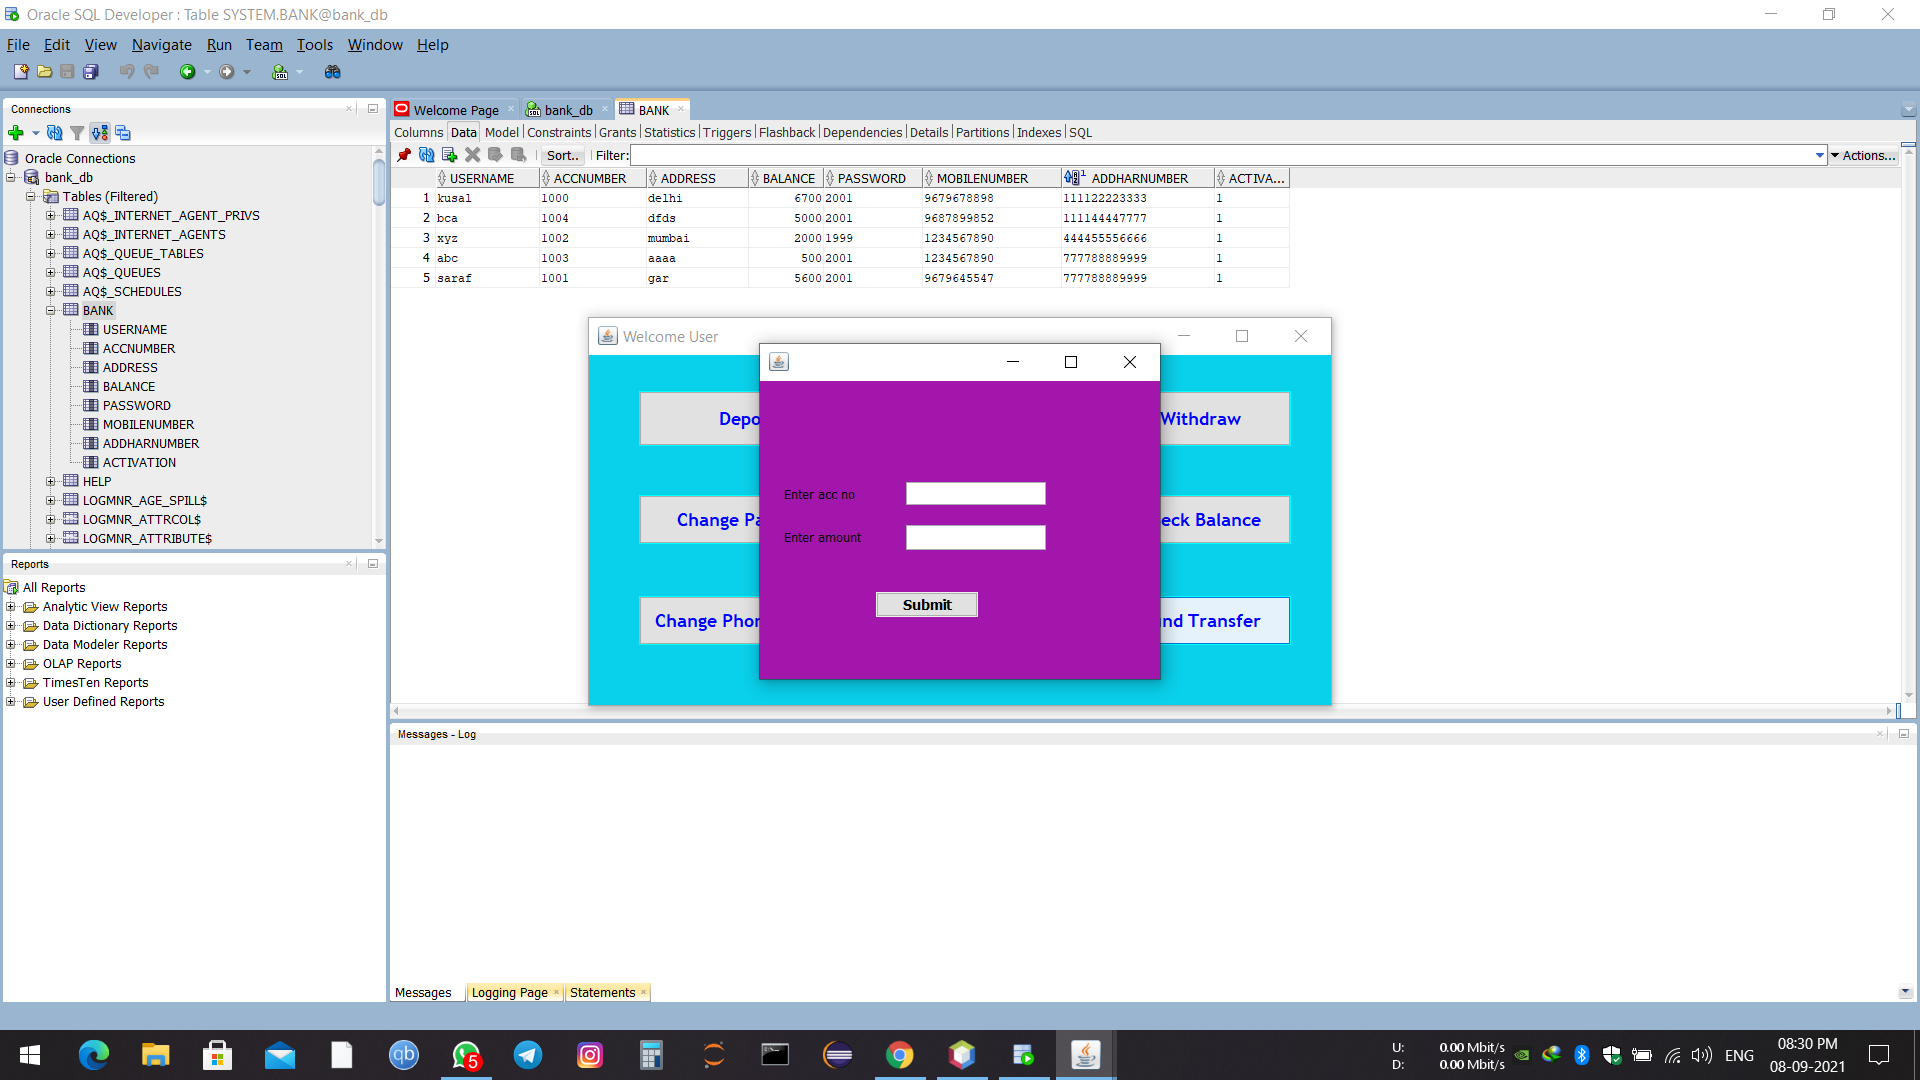 Oracle SQL Developer : Table SYSTEM.BANK@bank_db
File Edit View Navigate Run Team Tools Window Help
Connections
Oracle Connections
bank_db
Tables (Filtered)
AQ$_INTERNET_AGENT_PRIVS
AQ$_INTERNET_AGENTS
AQ$_QUEUE_TABLES
AQ$_QUEUES
AQ$_SCHEDULES
BANK
USERNAME
ACCNUMBER
ADDRESS
BALANCE
PASSWORD
MOBILENUMBER
ADDHARNUMBER
ACTIVATION
HELP
LOGMNR_AGE_SPILL$
LOGMNR_ATTRCOL$
LOGMNR_ATTRIBUTE$
Reports
All Reports
Analytic View Reports
Data Dictionary Reports
Data Modeler Reports
OLAP Reports
TimesTen Reports
User Defined Reports
Welcome Page bank_db BANK
Columns Data Model Constraints Grants Statistics Triggers Flashback Dependencies Details Partitions Indexes SQL
Sort.. Filter: Actions...
USERNAME ACCNUMBER ADDRESS BALANCE PASSWORD MOBILENUMBER ADDHARNUMBER ACTIVA...
1 kusal 1000 delhi 6700 2001 9679678898 111122223333 1
2 bca 1004 dfds 5000 2001 9687899852 111144447777 1
3 xyz 1002 mumbai 2000 1999 1234567890 444455556666 1
4 abc 1003 aaaa 500 2001 1234567890 777788889999 1
5 saraf 1001 gar 5600 2001 9679645547 777788889999 1
Welcome User
Depo Withdraw
Change Pa eck Balance
Change Phor nd Transfer
Enter acc no
Enter amount
Submit
Messages - Log
Messages Logging Page Statements
qb
5
U: 0.00 Mbit/s
D: 0.00 Mbit/s
ENG
08:30 PM
08-09-2021